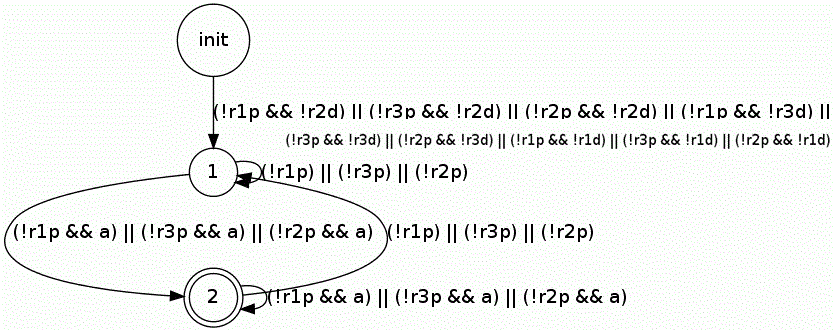 init
(!r1p && !r2d) || (!r3p && !r2d) || (!r2p && !r2d) || (!r1p && !r3d) ||
(!r3p && !r3d) || (!r2p && !r3d) || (!r1p && !r1d) || (!r3p && !r1d) || (!r2p && !r1d)
1
(!r1p) || (!r3p) || (!r2p)
(!r1p && a) || (!r3p && a) || (!r2p && a)
(!r1p) || (!r3p) || (!r2p)
2
(!r1p && a) || (!r3p && a) || (!r2p && a)